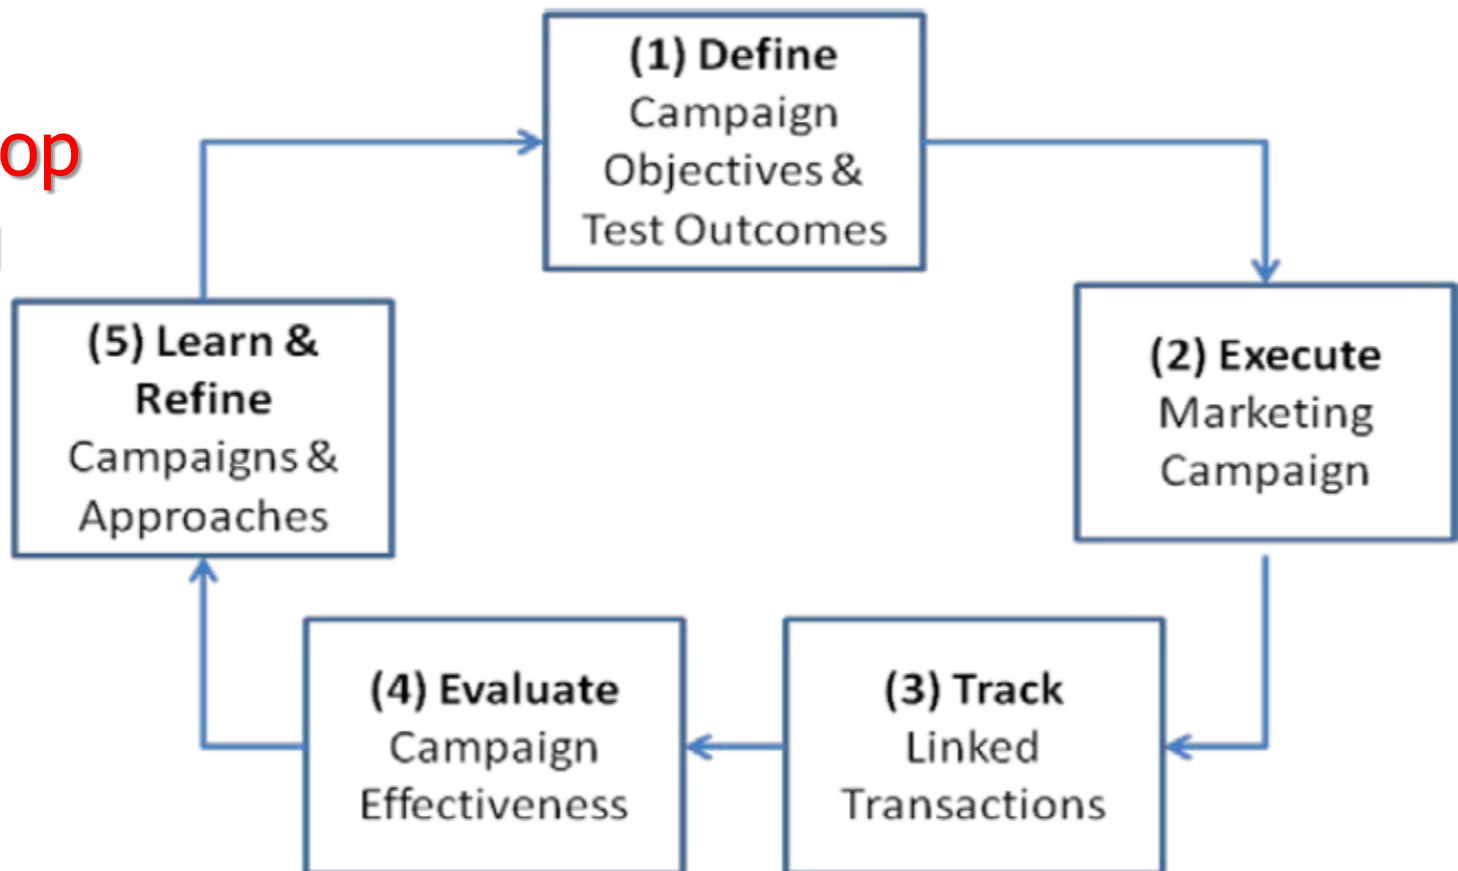 op
(1) Define
Campaign
Objectives &
Test Outcomes
(2) Execute
Marketing
Campaign
(3) Track
Linked
Transactions
(4) Evaluate
Campaign
Effectiveness
(5) Learn &
Refine
Campaigns &
Approaches